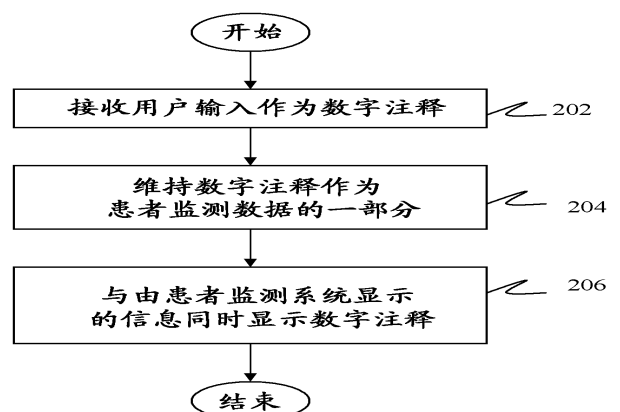 开始
接收用户输入作为数字注释
202
维持数字注释作为
患者监测数据的一部分
204
与由患者监测系统显示
的信息同时显示数字注释
206
结束